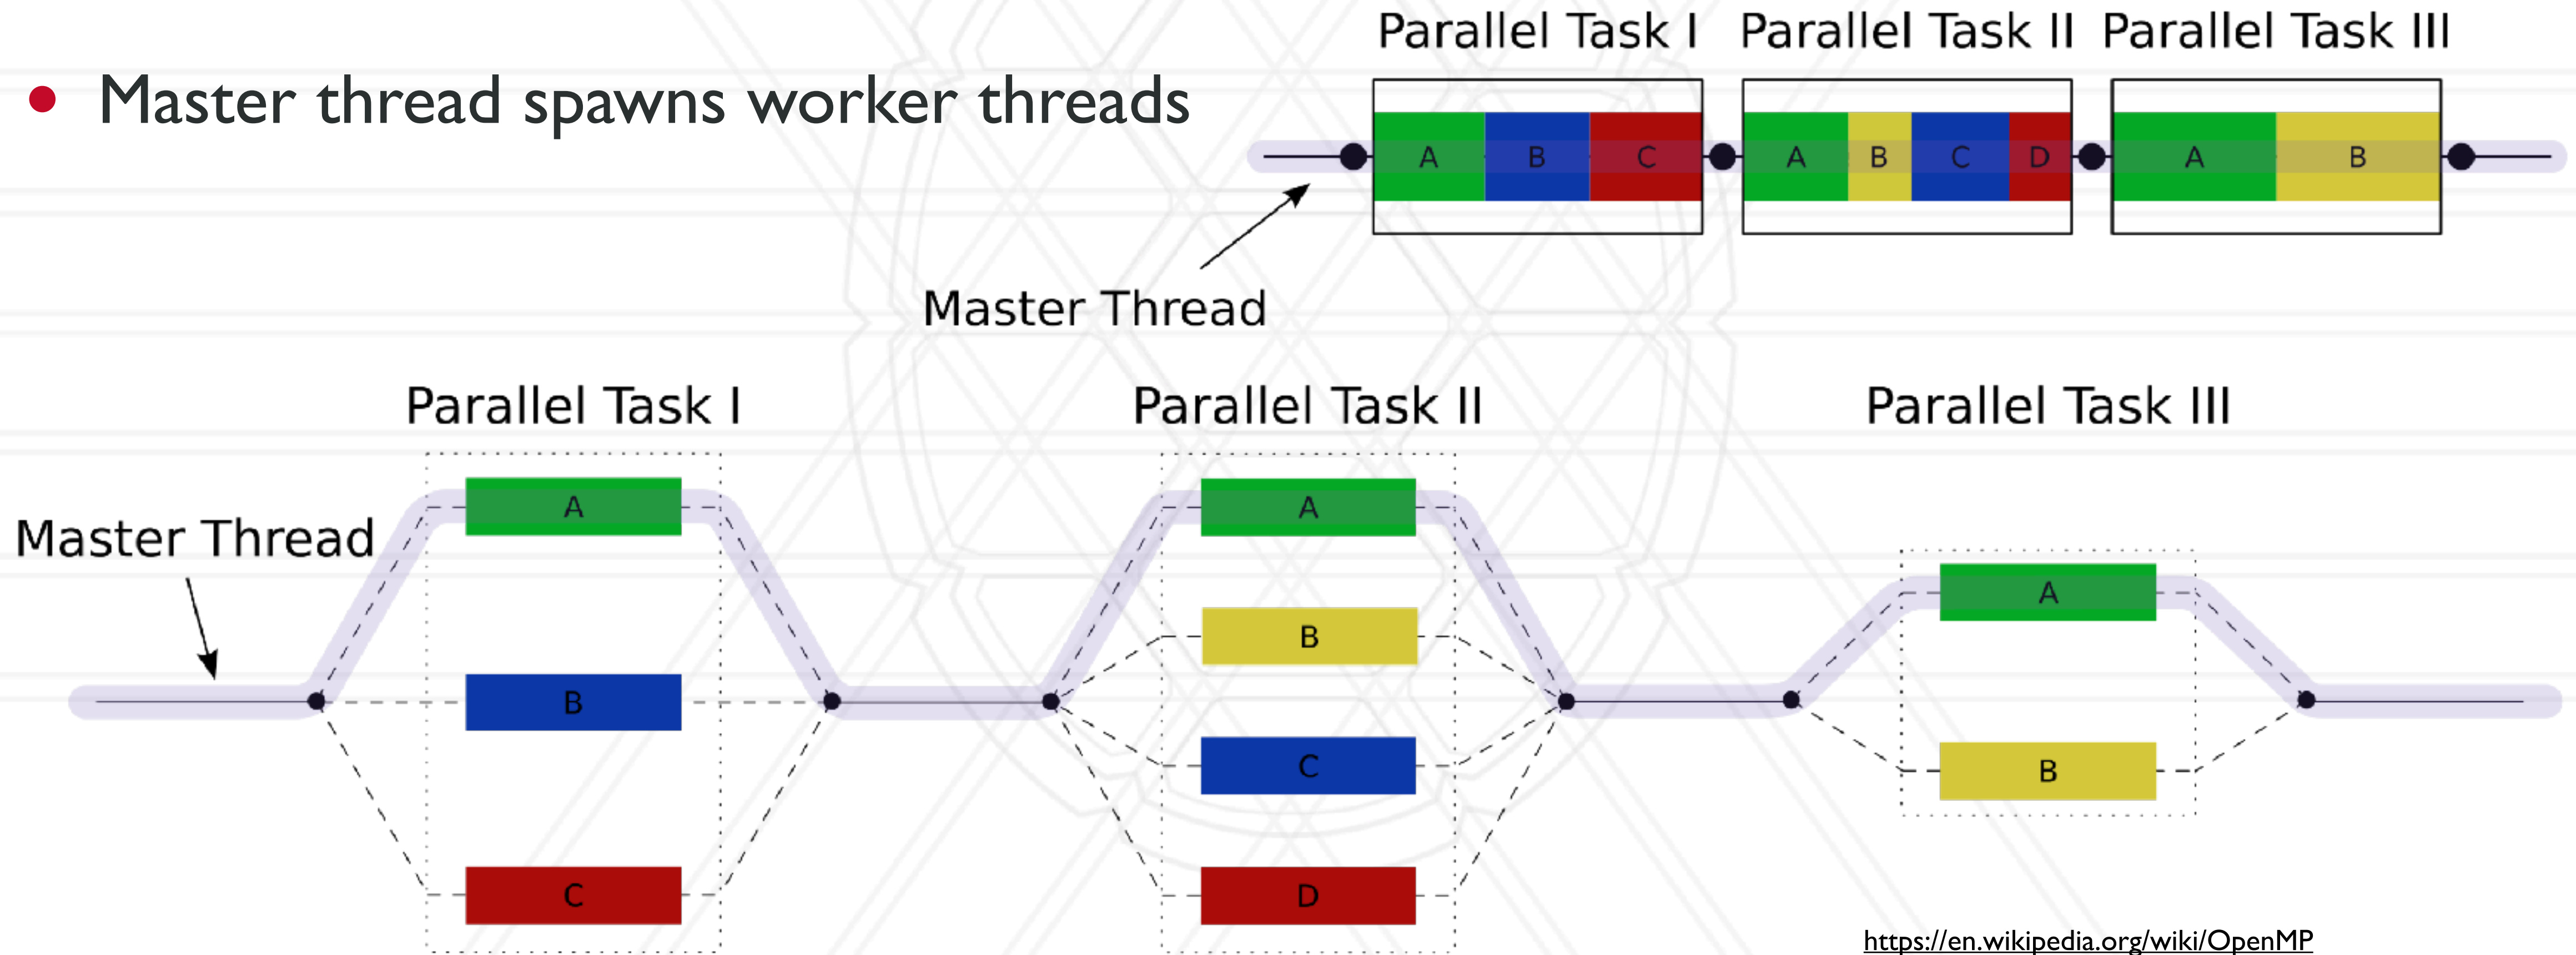 Parallel Task I Parallel Task II Parallel Task III
• Master thread spawns worker threads
A B C A B C D A B
Master Thread
Parallel Task I Parallel Task II Parallel Task III
A A
Master Thread
A
B
B
C
B
C D
https://en.wikipedia.org/wiki/OpenMP